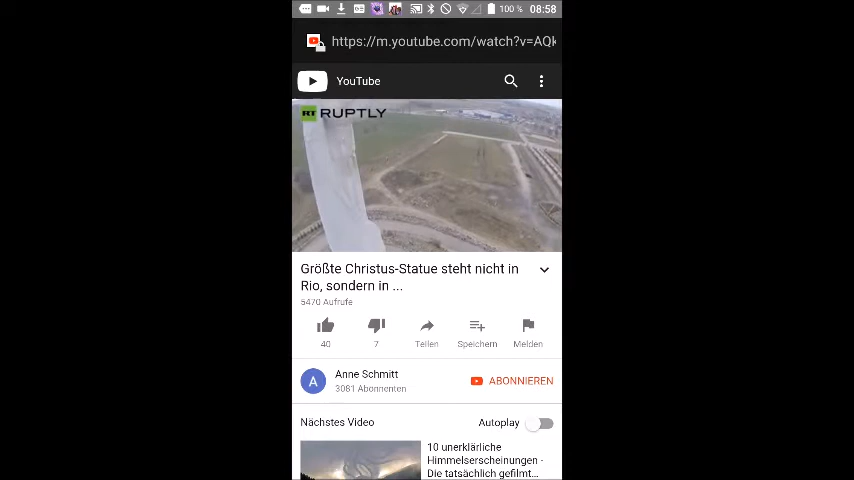 100 % 08:58
https://m.youtube.com/watch?v=AQk
YouTube
RT RUPTLY
Größte Christus-Statue steht nicht in
Rio, sondern in ...
5470 Aufrufe
40 7 Teilen Speichern Melden
A Anne Schmitt
3081 Abonnenten
ABONNIEREN
Nächstes Video Autoplay
10 unerklärliche
Himmelserscheinungen -
Die tatsächlich gefilmt...